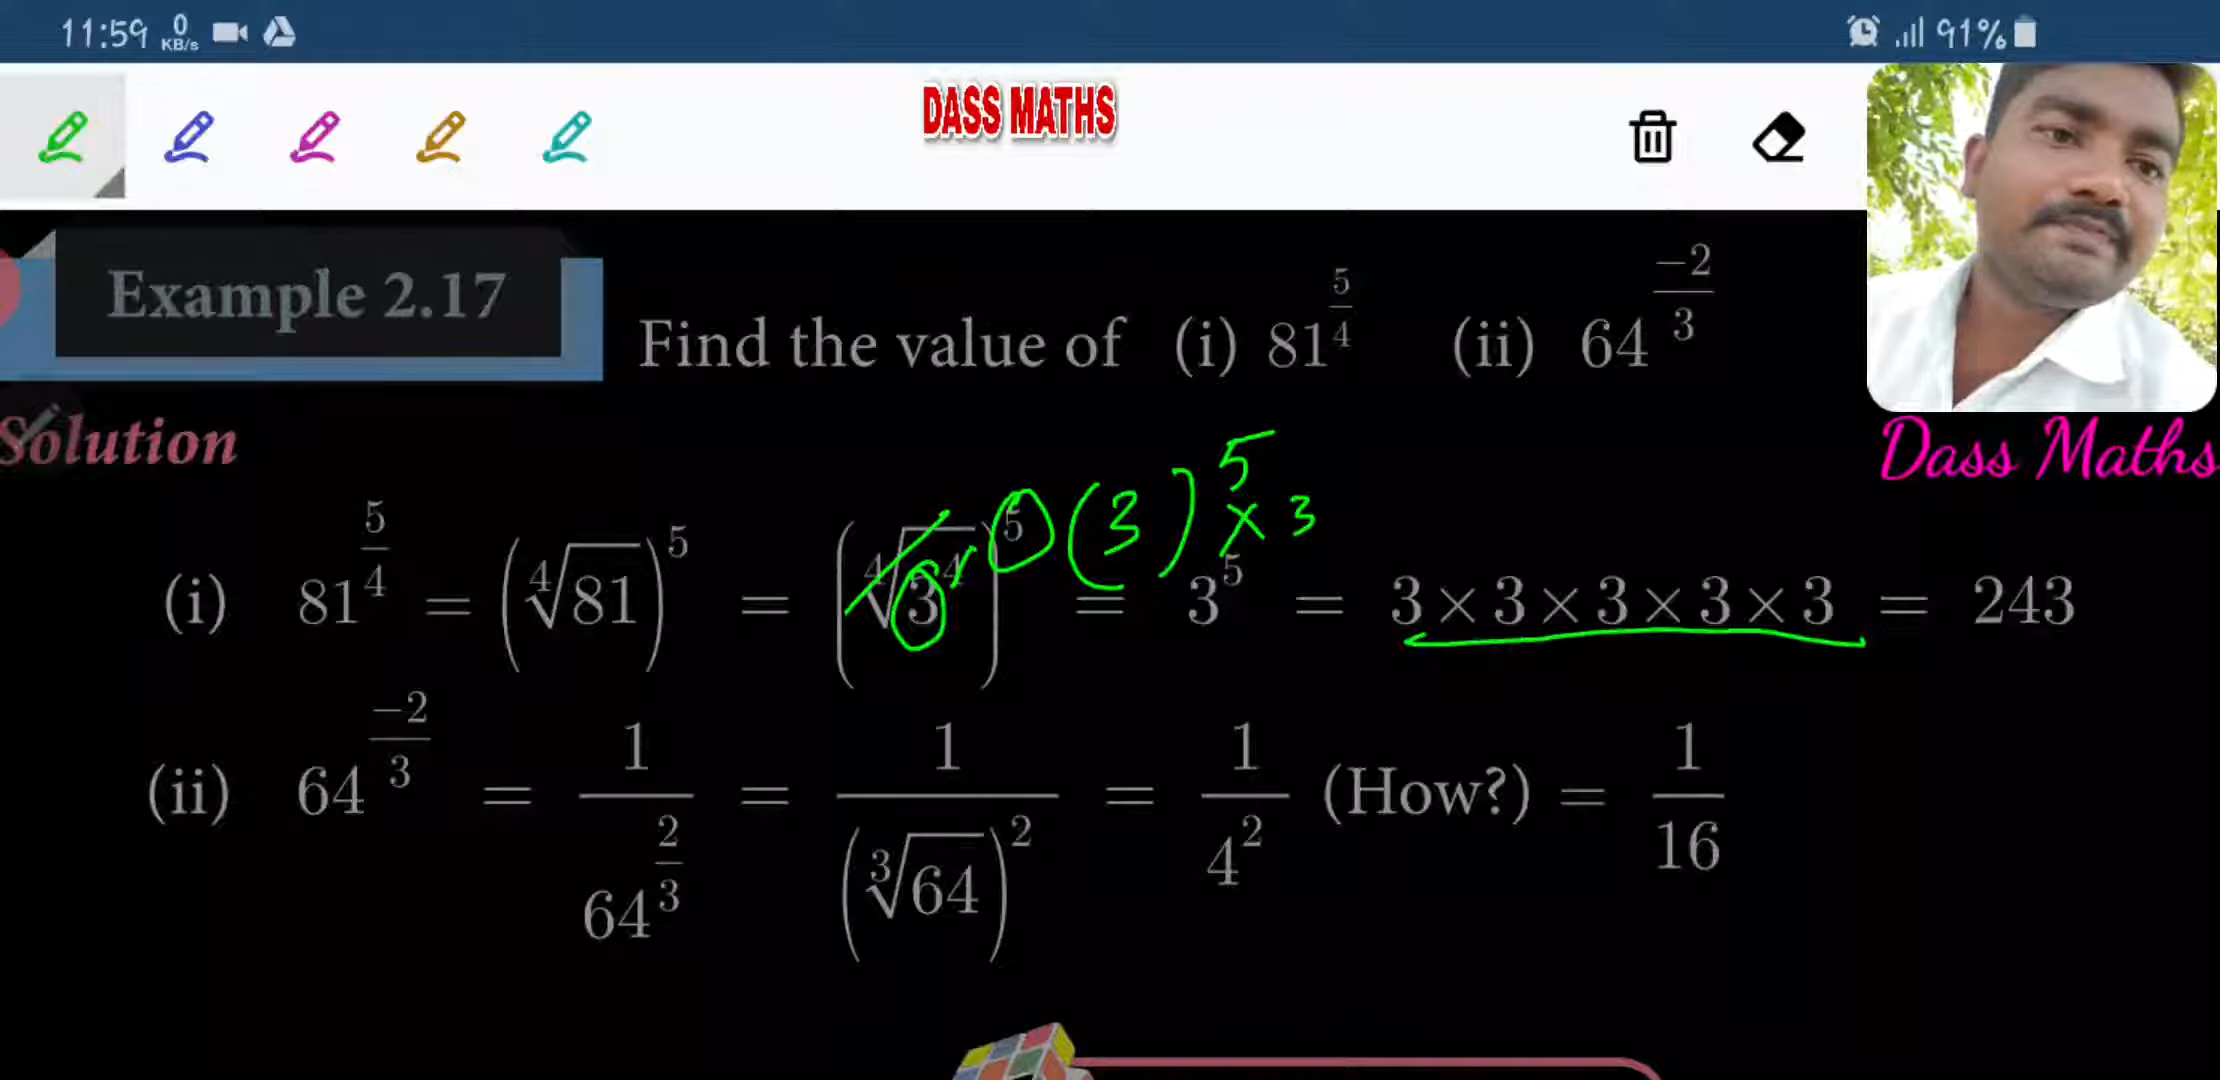 11:59 0 KB/s 91%
DASS MATHS
Example 2.17 Find the value of (i) 81^(5/4) (ii) 64^(-2/3)
Dass Maths
Solution
(3)^5 × 3
(i) 81^(5/4) = (⁴√81)^5 = (⁴√3^4)^5 = 3^5 = 3 × 3 × 3 × 3 × 3 = 243
(ii) 64^(-2/3) = 1/64^(2/3) = 1/(³√64)^2 = 1/4^2 (How?) = 1/16